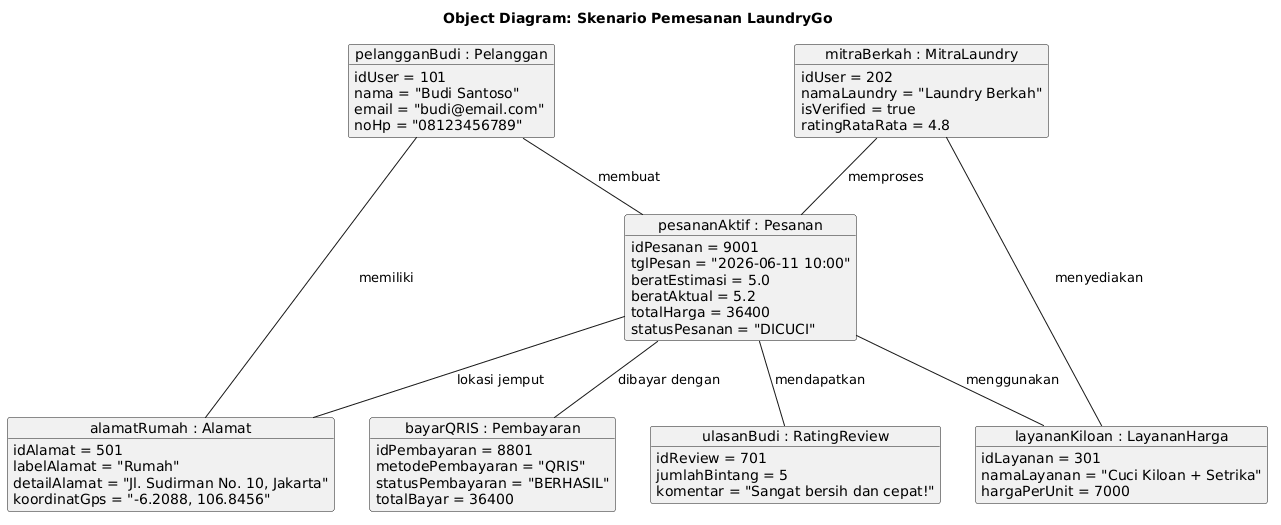 Object Diagram: Skenario Pemesanan LaundryGo
pelangganBudi : Pelanggan
idUser = 101
nama = "Budi Santoso"
email = "budi@email.com"
noHp = "08123456789"
mitraBerkah : MitraLaundry
idUser = 202
namaLaundry = "Laundry Berkah"
isVerified = true
ratingRataRata = 4.8
membuat
memproses
pesananAktif : Pesanan
idPesanan = 9001
tglPesan = "2026-06-11 10:00"
beratEstimasi = 5.0
beratAktual = 5.2
totalHarga = 36400
statusPesanan = "DICUCI"
memiliki
menyediakan
lokasi jemput
dibayar dengan
mendapatkan
menggunakan
alamatRumah : Alamat
idAlamat = 501
labelAlamat = "Rumah"
detailAlamat = "Jl. Sudirman No. 10, Jakarta"
koordinatGps = "-6.2088, 106.8456"
bayarQRIS : Pembayaran
idPembayaran = 8801
metodePembayaran = "QRIS"
statusPembayaran = "BERHASIL"
totalBayar = 36400
ulasanBudi : RatingReview
idReview = 701
jumlahBintang = 5
komentar = "Sangat bersih dan cepat!"
layananKiloan : LayananHarga
idLayanan = 301
namaLayanan = "Cuci Kiloan + Setrika"
hargaPerUnit = 7000